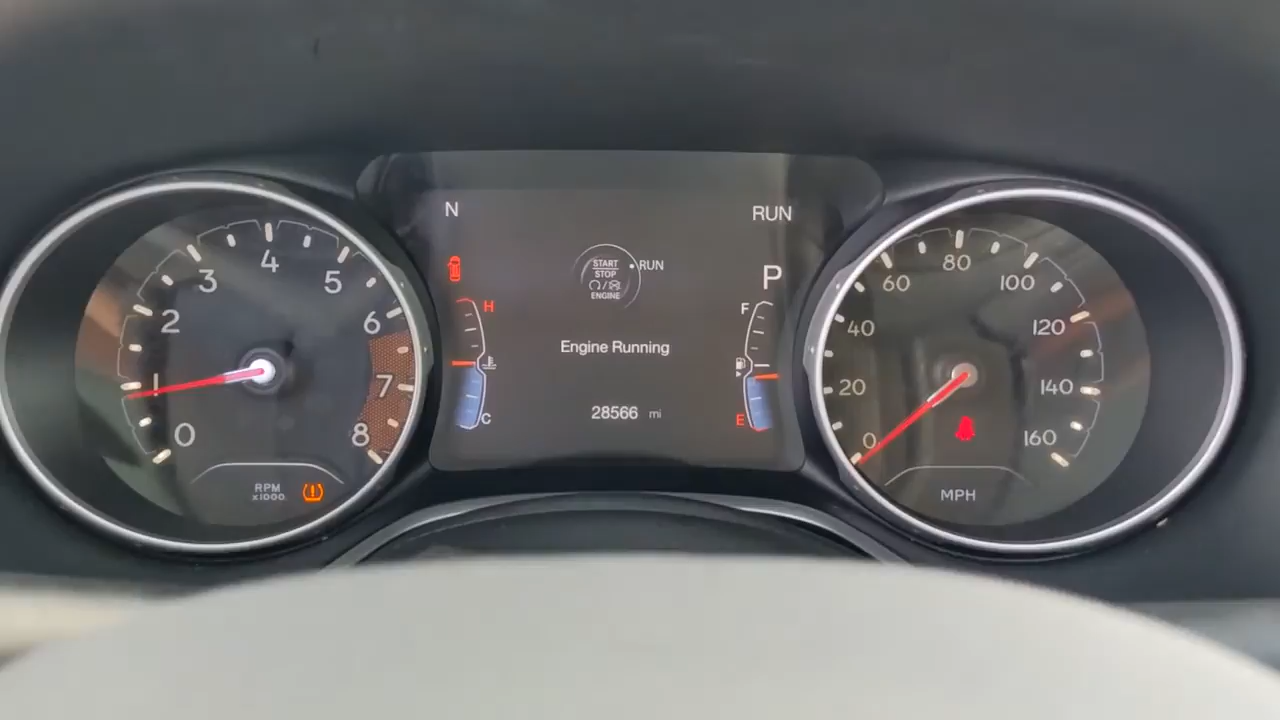 N
RUN
START
STOP
ENGINE
RUN
P
H
C
F
E
Engine Running
28566 mi
0
1
2
3
4
5
6
7
8
RPM
x1000
0
20
40
60
80
100
120
140
160
MPH